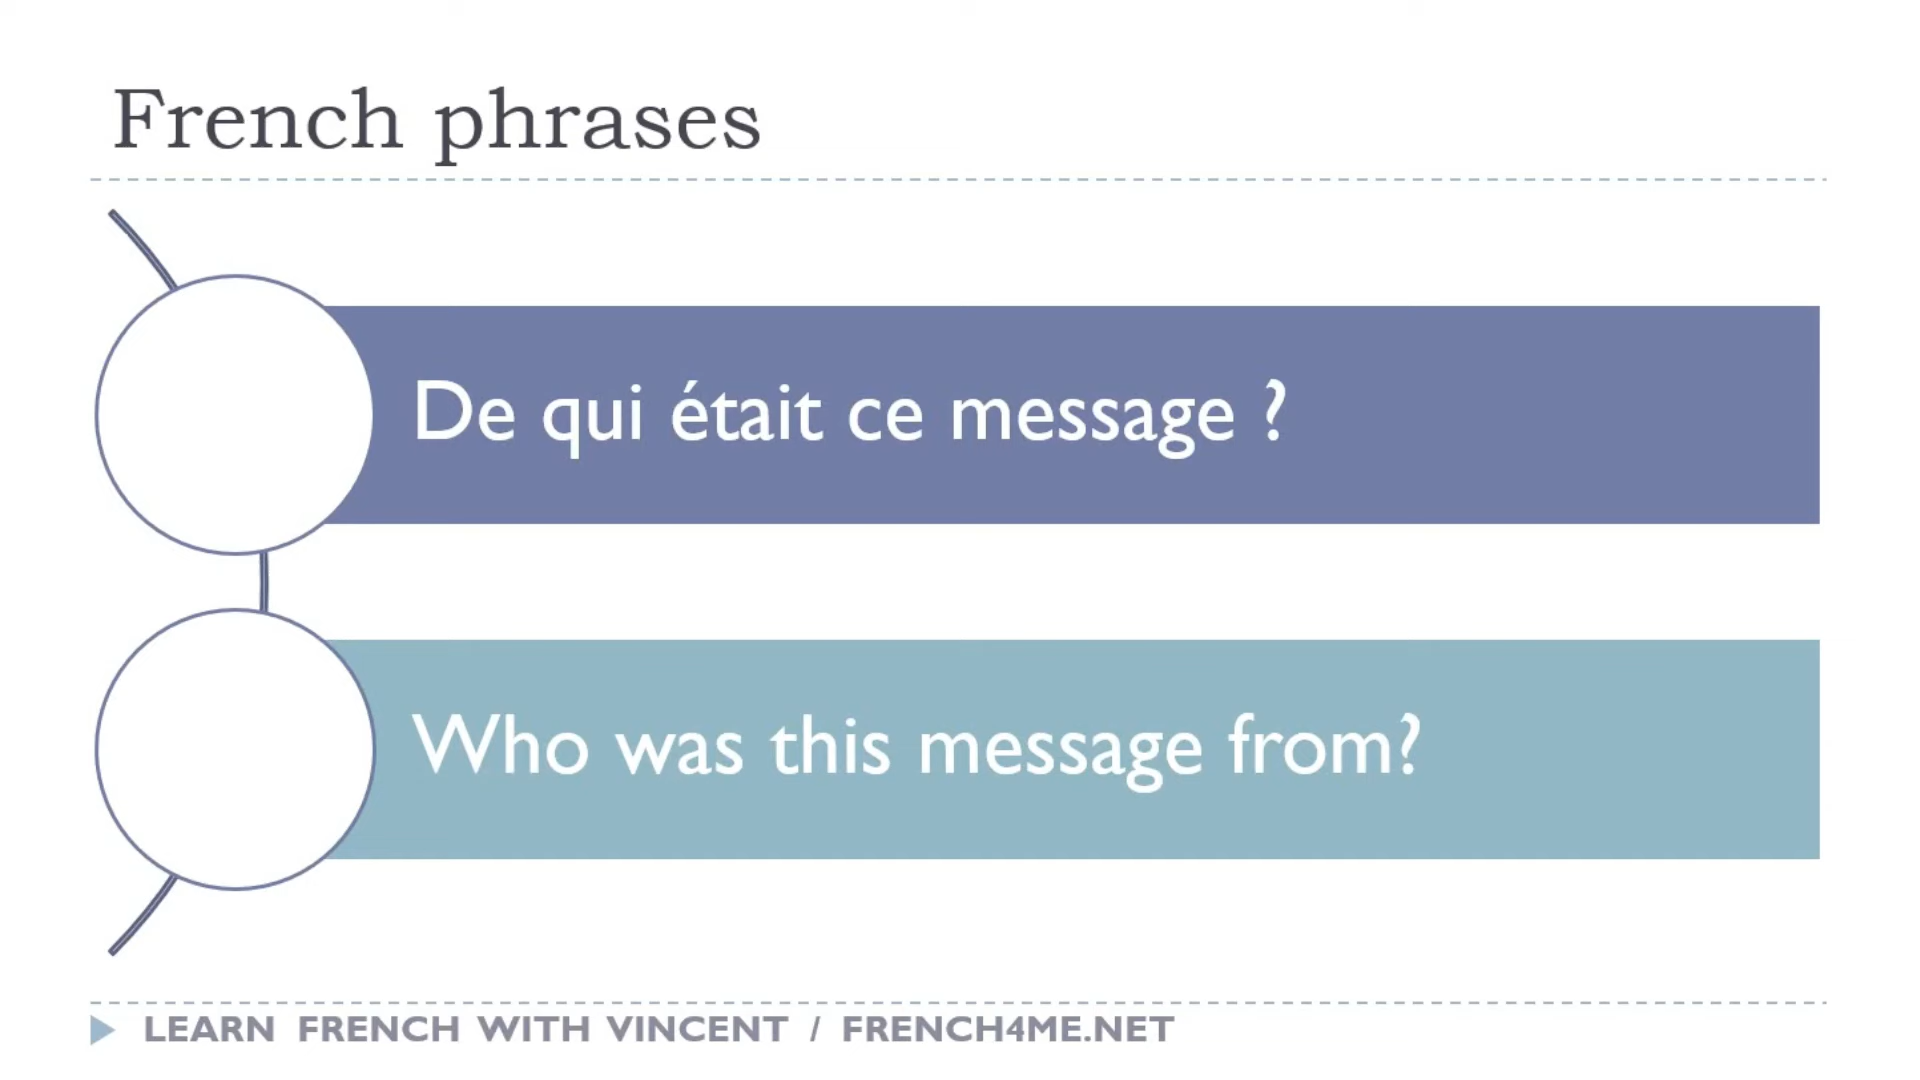 French phrases
De qui était ce message ?
Who was this message from?
LEARN FRENCH WITH VINCENT / FRENCH4ME.NET